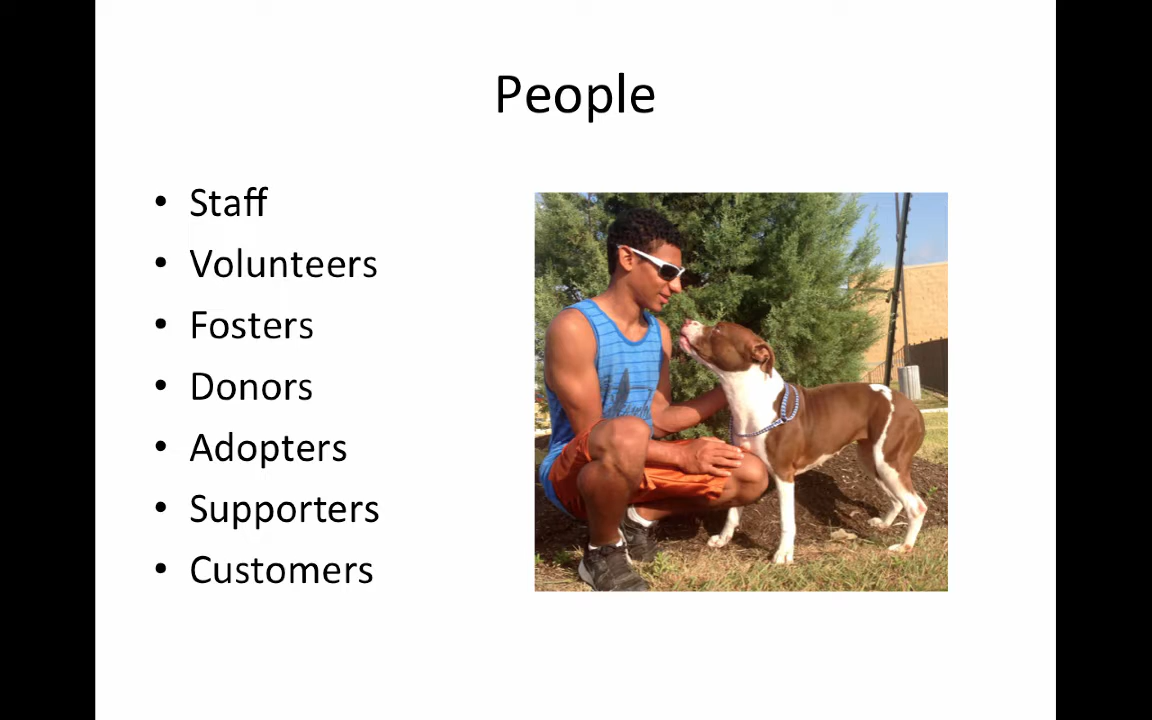 People
• Staff
• Volunteers
• Fosters
• Donors
• Adopters
• Supporters
• Customers